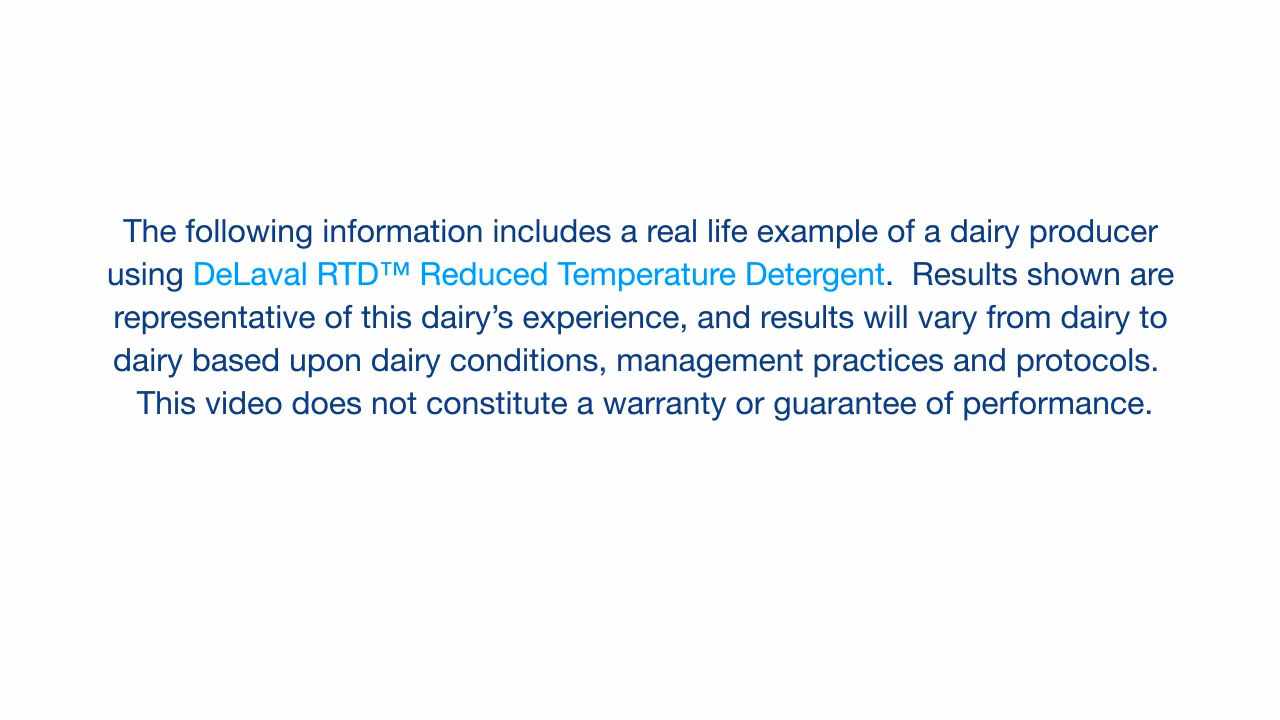 The following information includes a real life example of a dairy producer
using DeLaval RTD™ Reduced Temperature Detergent.  Results shown are
representative of this dairy’s experience, and results will vary from dairy to
dairy based upon dairy conditions, management practices and protocols.
This video does not constitute a warranty or guarantee of performance.